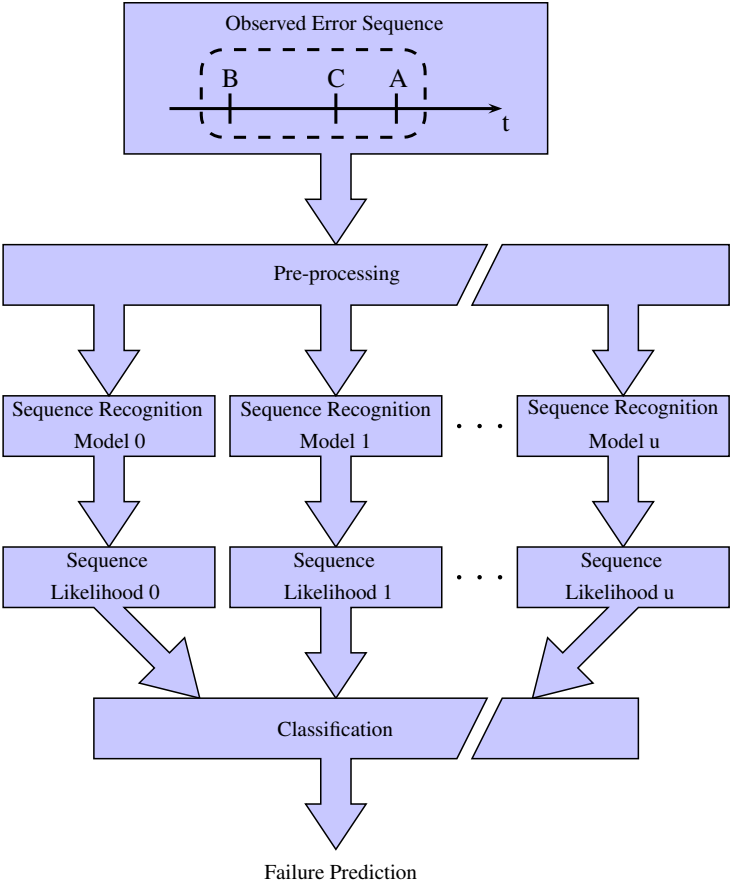 Observed Error Sequence
B C A
t
Pre-processing
Sequence Recognition
Model 0
Sequence Recognition
Model 1
. . .
Sequence Recognition
Model u
Sequence
Likelihood 0
Sequence
Likelihood 1
. . .
Sequence
Likelihood u
Classification
Failure Prediction